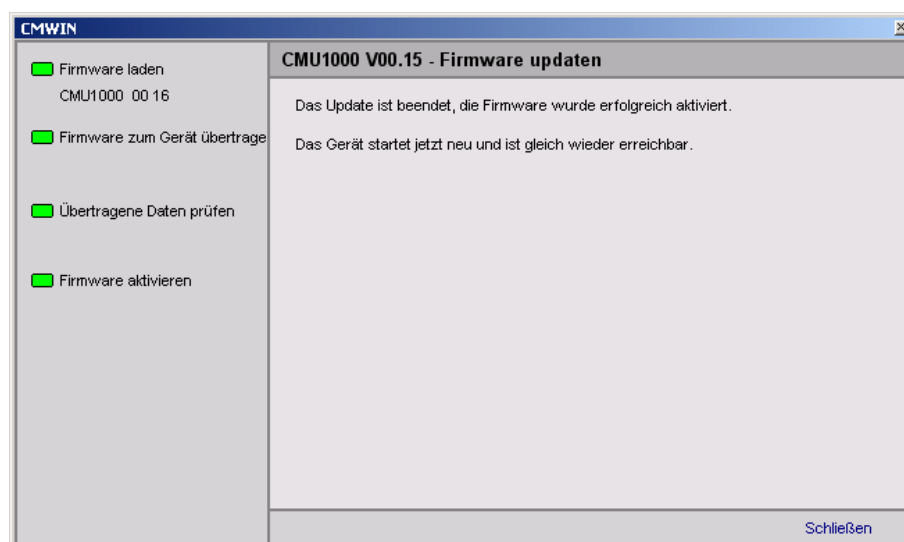 CMWIN
Firmware laden
CMU1000 00 16
Firmware zum Gerät übertrage
Übertragene Daten prüfen
Firmware aktivieren
CMU1000 V00.15 - Firmware updaten
Das Update ist beendet, die Firmware wurde erfolgreich aktiviert.
Das Gerät startet jetzt neu und ist gleich wieder erreichbar.
Schließen